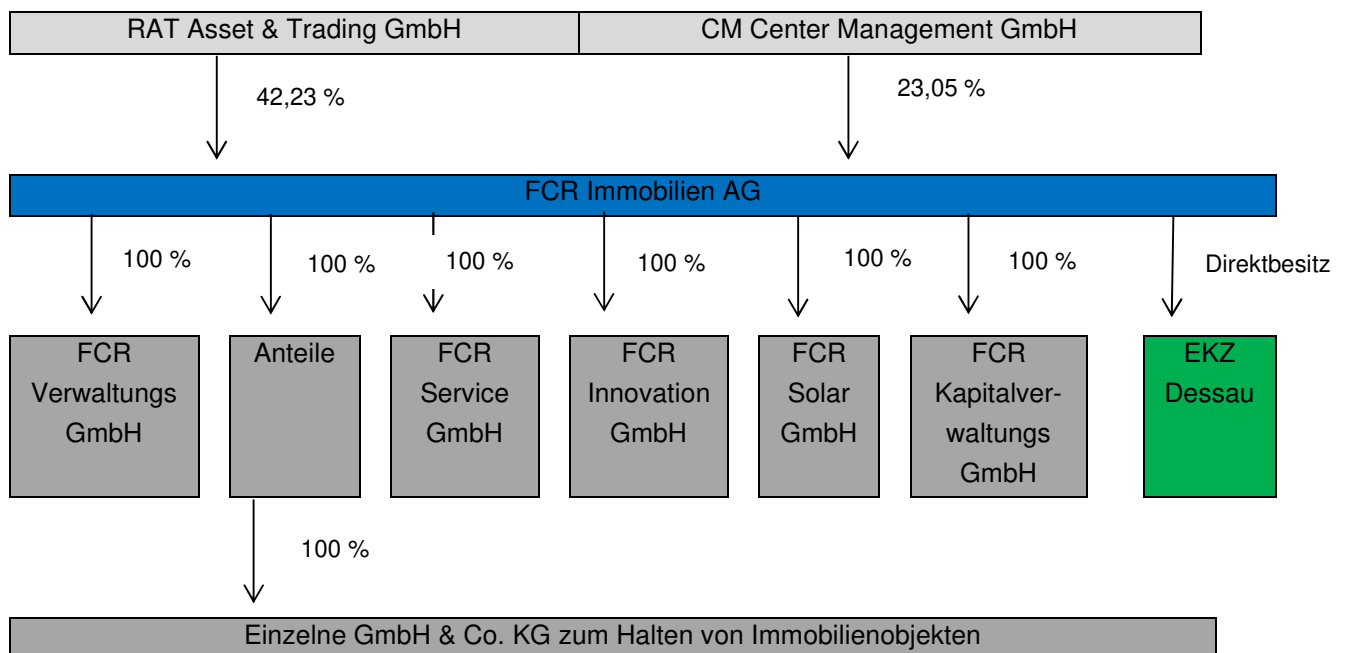 RAT Asset & Trading GmbH
CM Center Management GmbH
42,23 %
23,05 %
FCR Immobilien AG
100 %
100 %
100 %
100 %
100 %
100 %
Direktbesitz
FCR
Verwaltungs
GmbH
Anteile
FCR
Service
GmbH
FCR
Innovation
GmbH
FCR
Solar
GmbH
FCR
Kapitalver-
waltungs
GmbH
EKZ
Dessau
100 %
Einzelne GmbH & Co. KG zum Halten von Immobilienobjekten